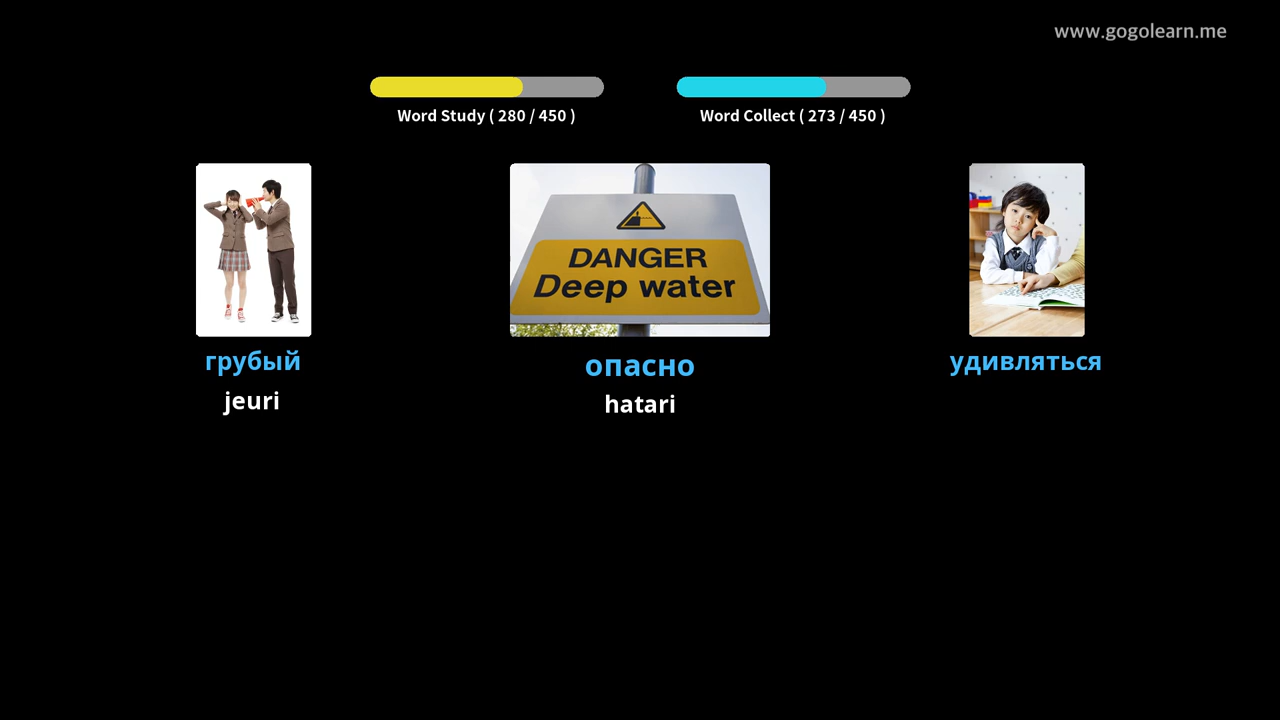 www.gogolearn.me
Word Study ( 280 / 450 )
Word Collect ( 273 / 450 )
DANGER
Deep water
грубый
опасно
удивляться
jeuri
hatari